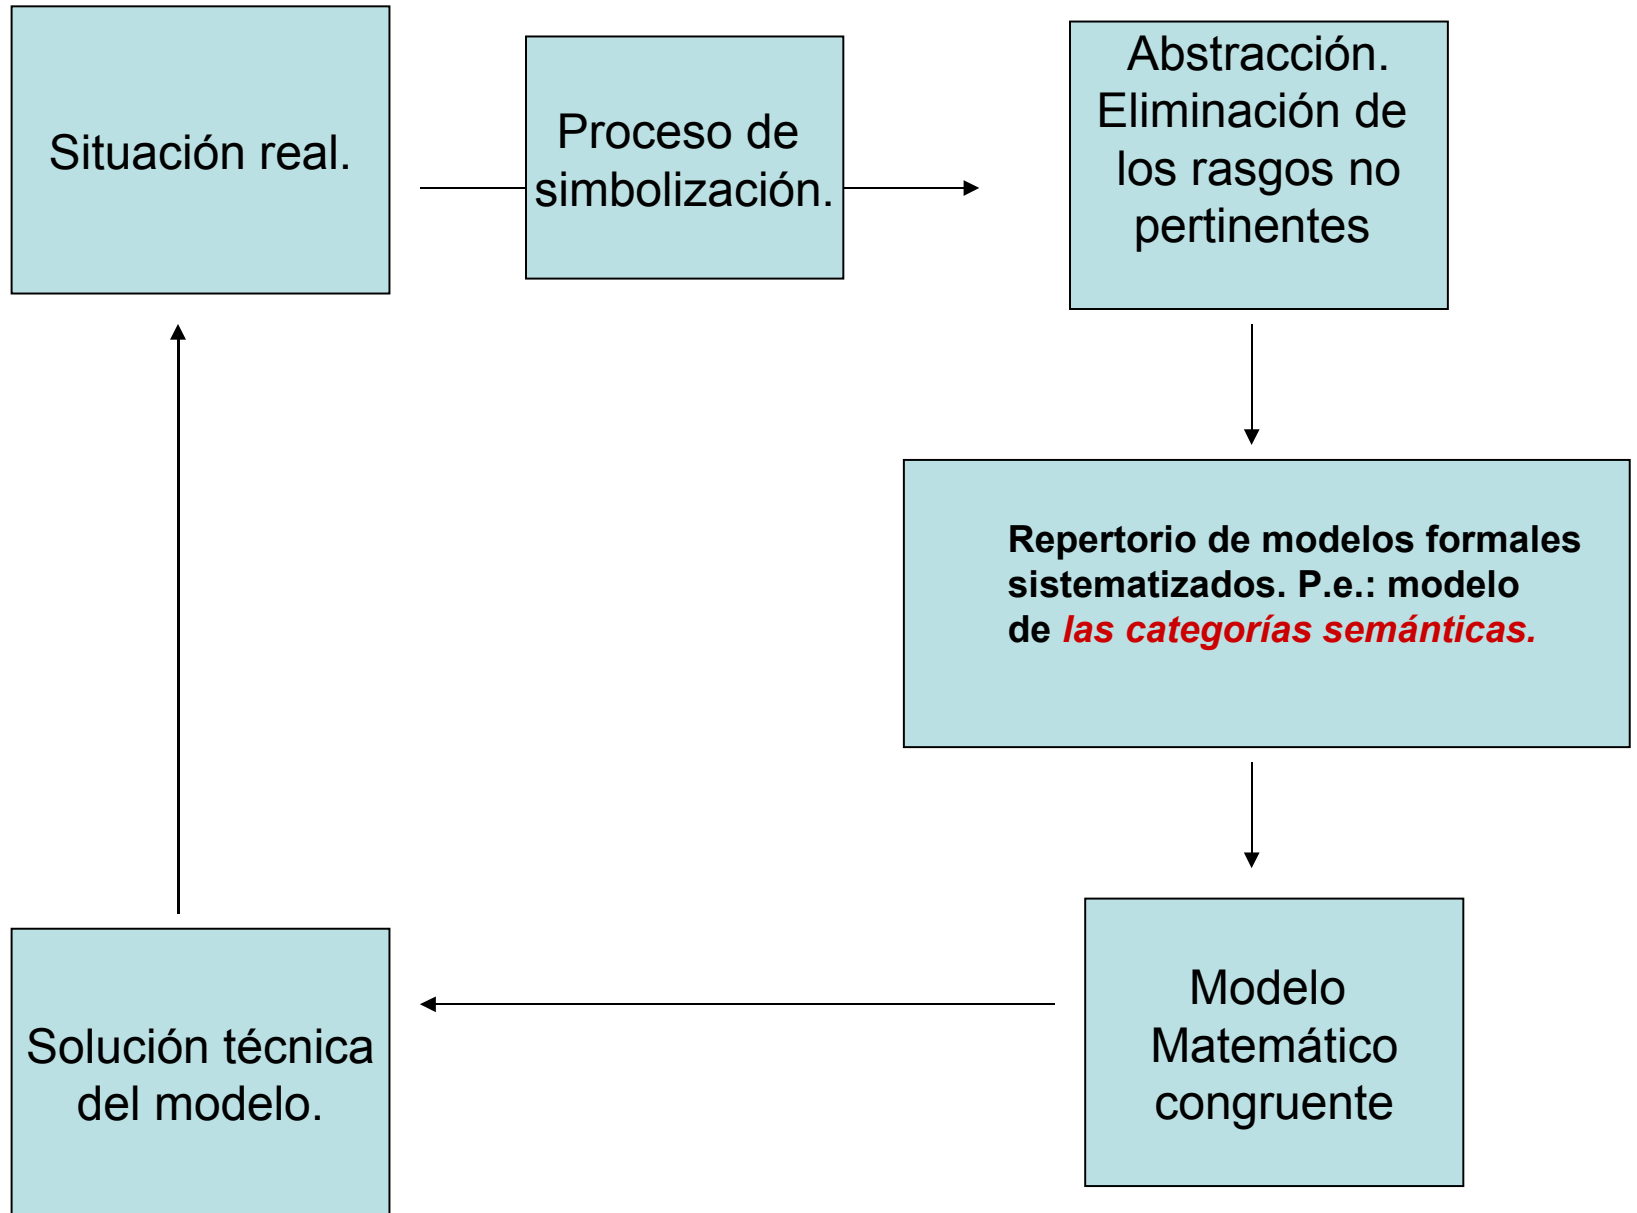 Situación real.
Proceso de
simbolización.
Abstracción.
Eliminación de
los rasgos no
pertinentes
Repertorio de modelos formales
sistematizados. P.e.: modelo
de las categorías semánticas.
Modelo
Matemático
congruente
Solución técnica
del modelo.